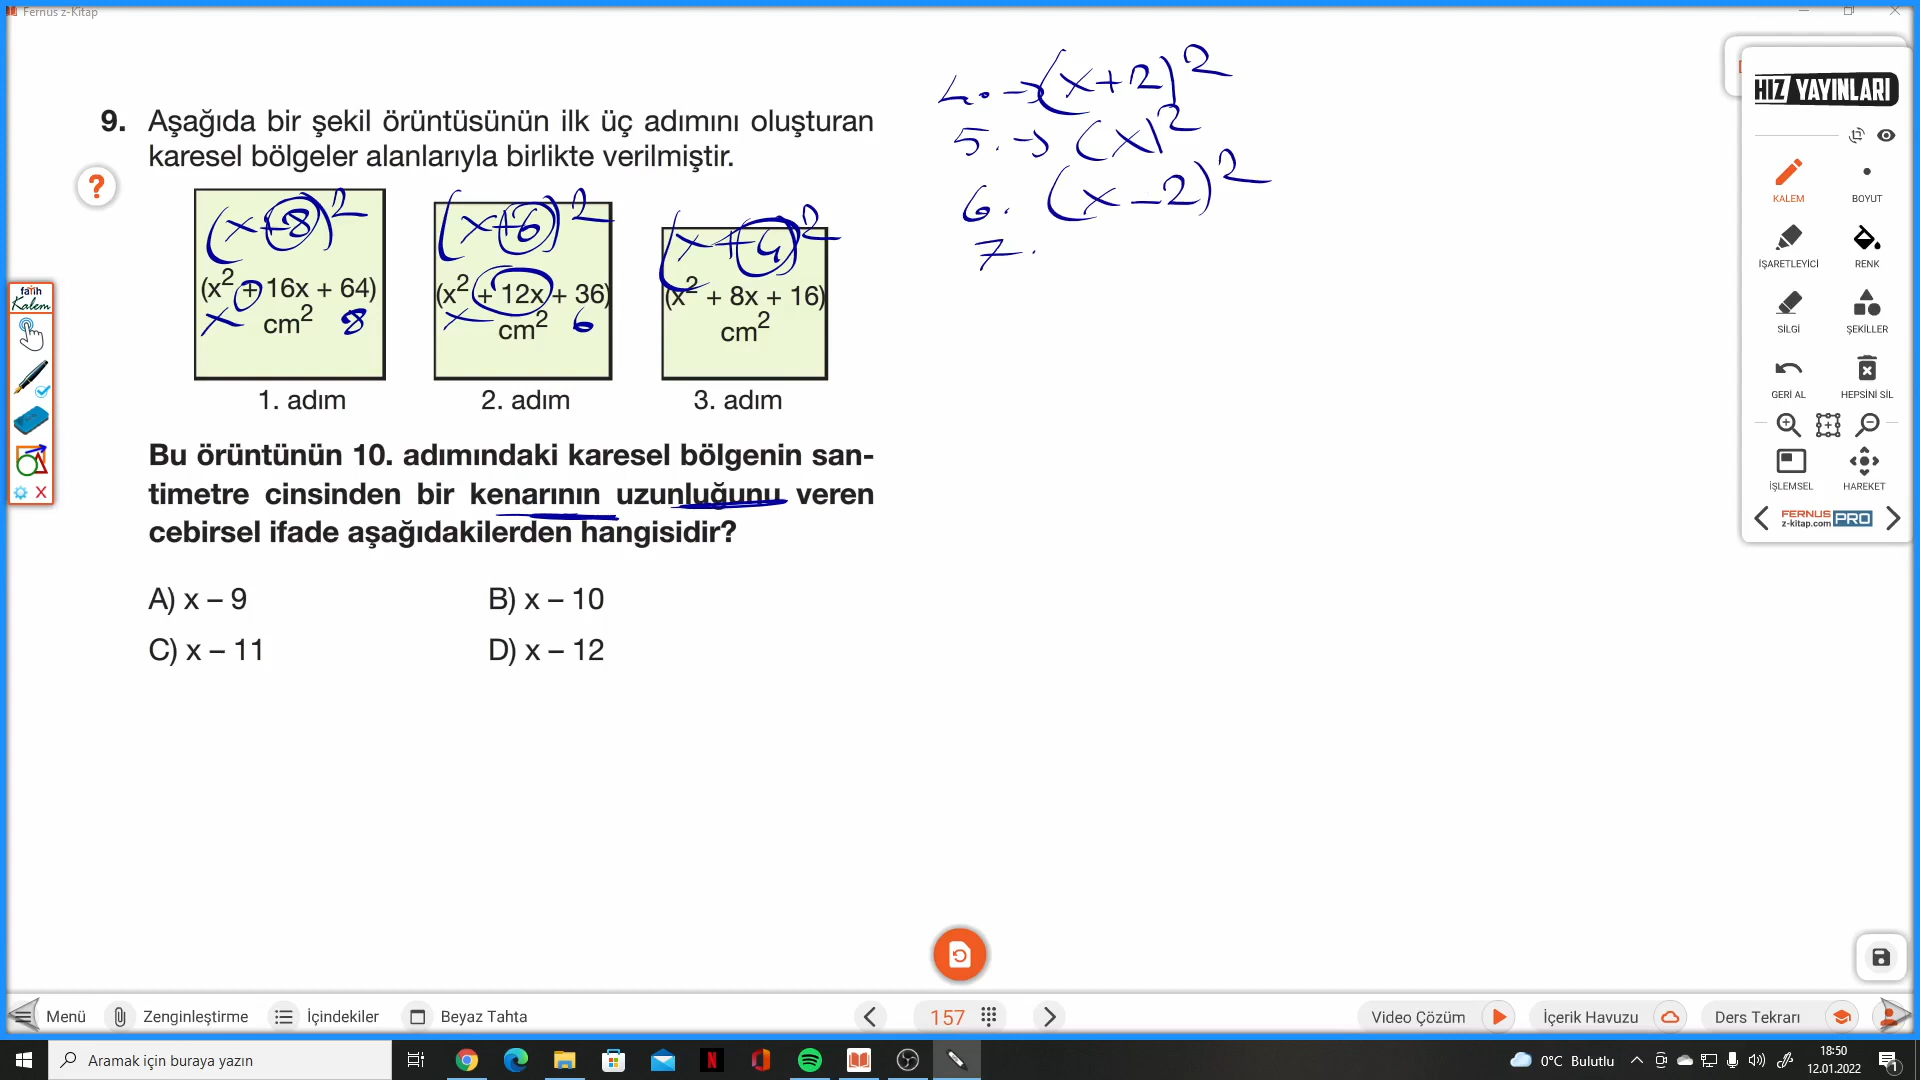 Fernus z-Kitap
9. Aşağıda bir şekil örüntüsünün ilk üç adımını oluşturan
karesel bölgeler alanlarıyla birlikte verilmiştir.
?
(x+8)²
(x² + 16x + 64)
cm²
x 8
1. adım
(x+6)²
(x² + 12x + 36)
cm²
x 6
2. adım
(x+4)²
(x² + 8x + 16)
cm²
3. adım
4. → (x+2)²
5. → (x)²
6. (x-2)²
7.
Bu örüntünün 10. adımındaki karesel bölgenin san-
timetre cinsinden bir kenarının uzunluğunu veren
cebirsel ifade aşağıdakilerden hangisidir?
A) x – 9
B) x – 10
C) x – 11
D) x – 12
fatih
Kalem
HIZ YAYINLARI
KALEM
BOYUT
İŞARETLEYİCİ
RENK
SİLGİ
ŞEKİLLER
GERİ AL
HEPSİNİ SİL
İŞLEMSEL
HAREKET
FERNUS
z-kitap.com PRO
Menü
Zenginleştirme
İçindekiler
Beyaz Tahta
157
Video Çözüm
İçerik Havuzu
Ders Tekrarı
Aramak için buraya yazın
0°C Bulutlu
18:50
12.01.2022
1